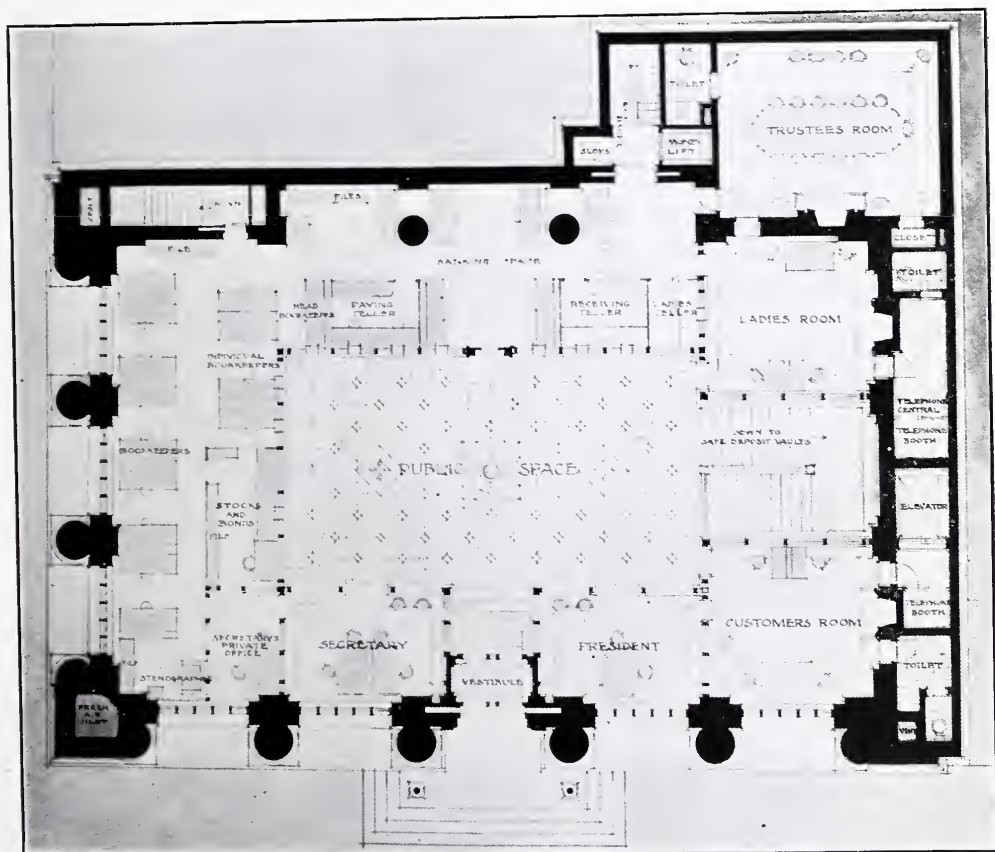 TOILET
TRUSTEES ROOM
SLOPS
MONEY
LIFT
FILES
CLOSET
FILE
BANKING SPACE
TOILET
HEAD
BOOKKEEPER
PAYING
TELLER
RECEIVING
TELLER
LADIES
TELLER
LADIES ROOM
INDIVIDUAL
BOOKKEEPERS
TELEPHONE
CENTRAL
TELEPHONE
BOOTH
DOWN TO
SAFE DEPOSIT VAULTS
BOOKKEEPERS
PUBLIC SPACE
STOCKS
AND
BONDS
ELEVATOR
TELEPHONE
BOOTH
CUSTOMERS ROOM
SECRETARY'S
PRIVATE
OFFICE
SECRETARY
PRESIDENT
TOILET
STENOGRAPHER
VESTIBULE
FRESH
AIR
INLET
VENT